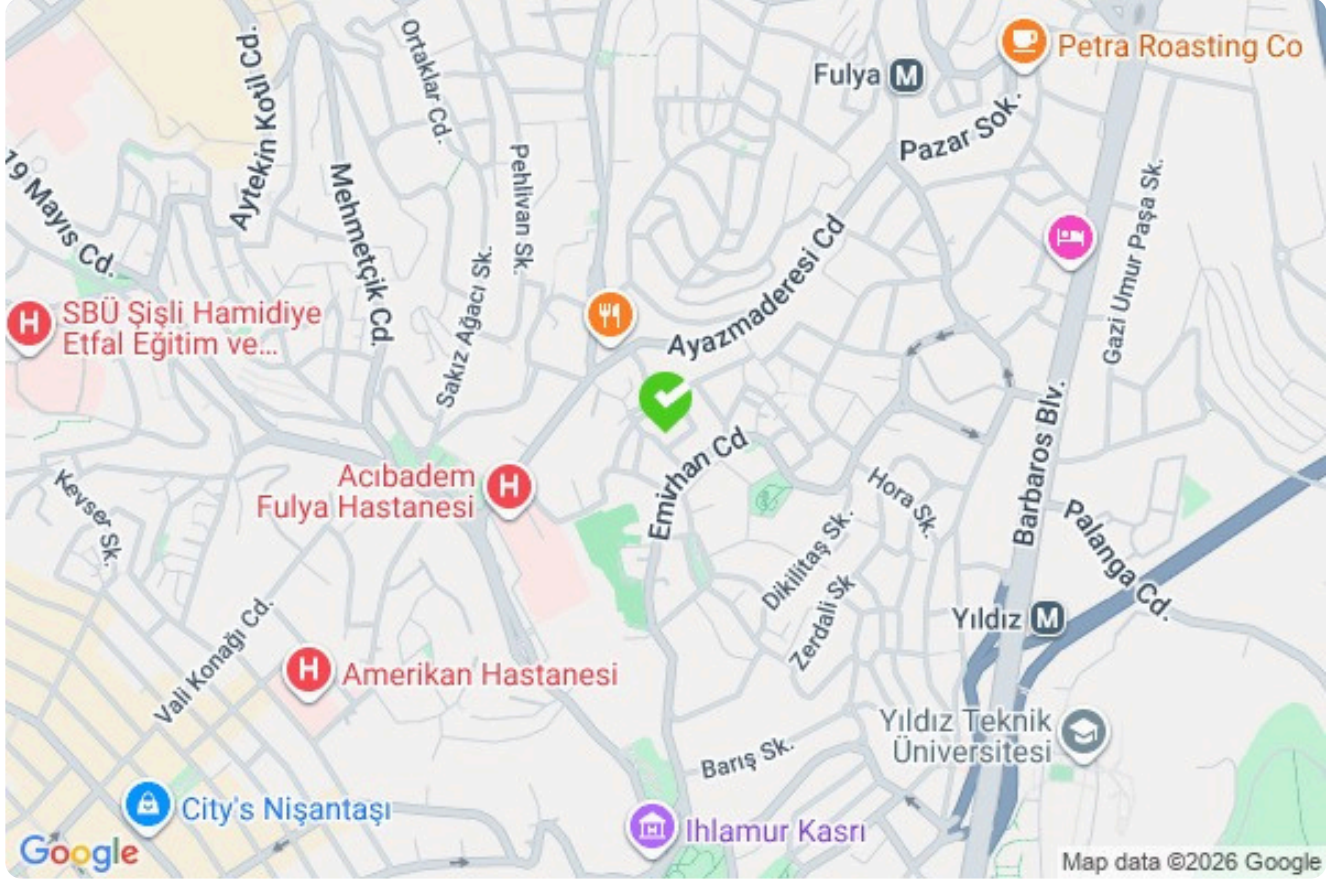 Ortaklar Cd.
Aytekin Kotil Cd.
Petra Roasting Co
Fulya M
Pazar Sok.
19 Mayıs Cd.
Mehmetçik Cd.
Pehlivan Sk.
Sakız Ağacı Sk.
Ayazmaderesi Cd
Gazi Umur Paşa Sk.
H
SBÜ Şişli Hamidiye
Etfal Eğitim ve...
Barbaros Blv.
Acıbadem
Fulya Hastanesi
H
Emirhan Cd
Hora Sk.
Kevser Sk.
Dikilitaş Sk.
Zerdali Sk
Palanga Cd.
Yıldız M
Vali Konağı Cd.
H
Amerikan Hastanesi
Yıldız Teknik
Üniversitesi
Barış Sk.
City's Nişantaşı
Ihlamur Kasrı
Google
Map data ©2026 Google